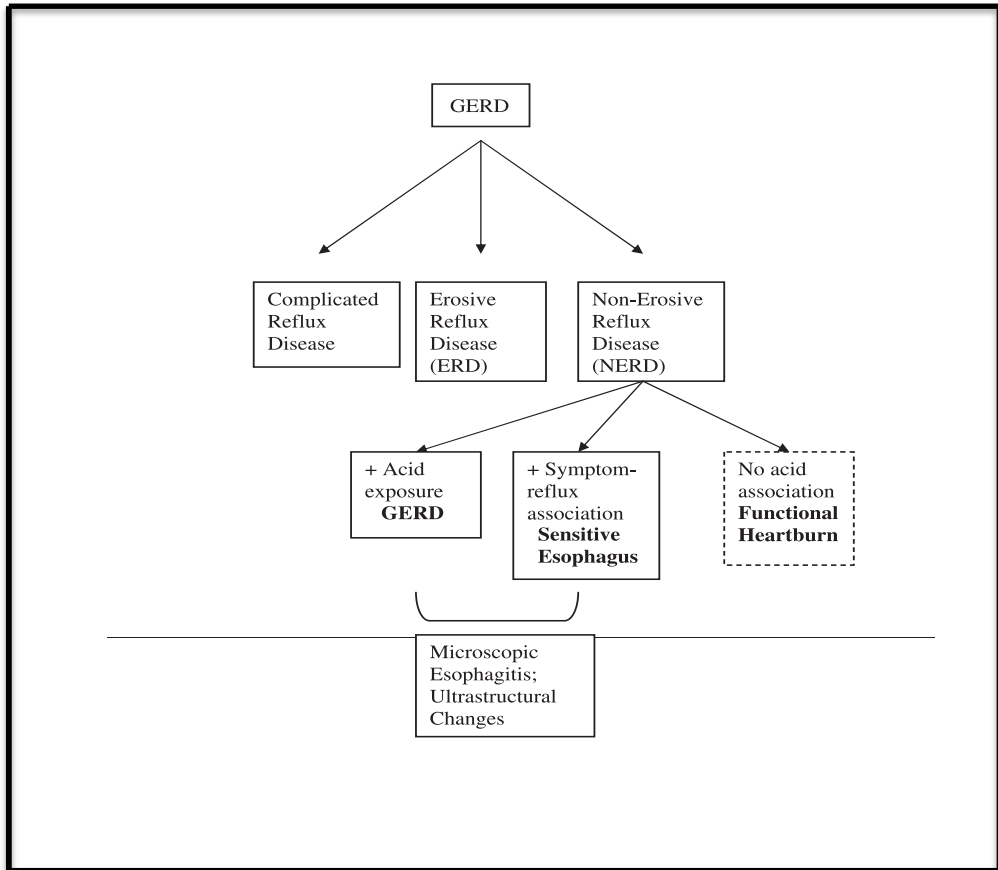 GERD
Complicated
Reflux
Disease
Erosive
Reflux
Disease
(ERD)
Non-Erosive
Reflux
Disease
(NERD)
+ Acid
exposure
GERD
+ Symptom-
reflux
association
Sensitive
Esophagus
No acid
association
Functional
Heartburn
Microscopic
Esophagitis;
Ultrastructural
Changes